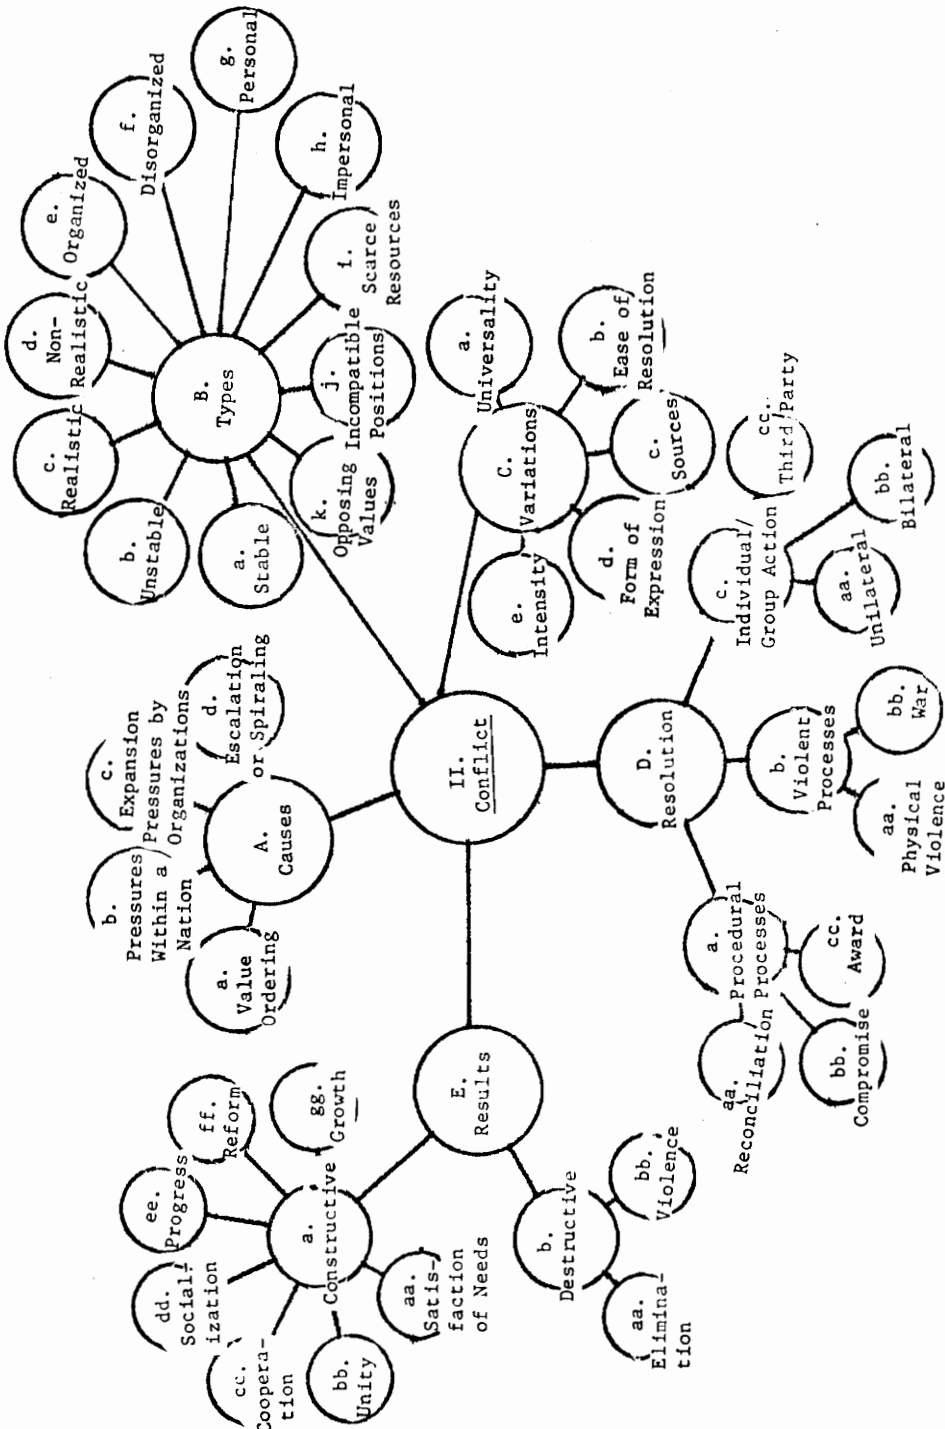 II.
Conflict
A.
Causes
a.
Value
Ordering
b.
Pressures
Within a
Nation
c.
Expansion
Pressures by
Organizations
d.
Escalation
or Spiraling
B.
Types
a.
Stable
b.
Unstable
c.
Realistic
d.
Non-
Realistic
e.
Organized
f.
Disorganized
g.
Personal
h.
Impersonal
i.
Scarce
Resources
j.
Incompatible
Positions
k.
Opposing
Values
C.
Variations
a.
Universality
b.
Ease of
Resolution
c.
Sources
d.
Form of
Expression
e.
Intensity
D.
Resolution
a.
Procedural
Processes
aa.
Reconciliation
bb.
Compromise
cc.
Award
b.
Violent
Processes
aa.
Physical
Violence
bb.
War
c.
Individual/
Group Action
aa.
Unilateral
bb.
Bilateral
cc.
Third Party
E.
Results
a.
Constructive
aa.
Satis-
faction
of Needs
bb.
Unity
cc.
Coopera-
tion
dd.
Social-
ization
ee.
Progress
ff.
Reform
gg.
Growth
b.
Destructive
aa.
Elimina-
tion
bb.
Violence